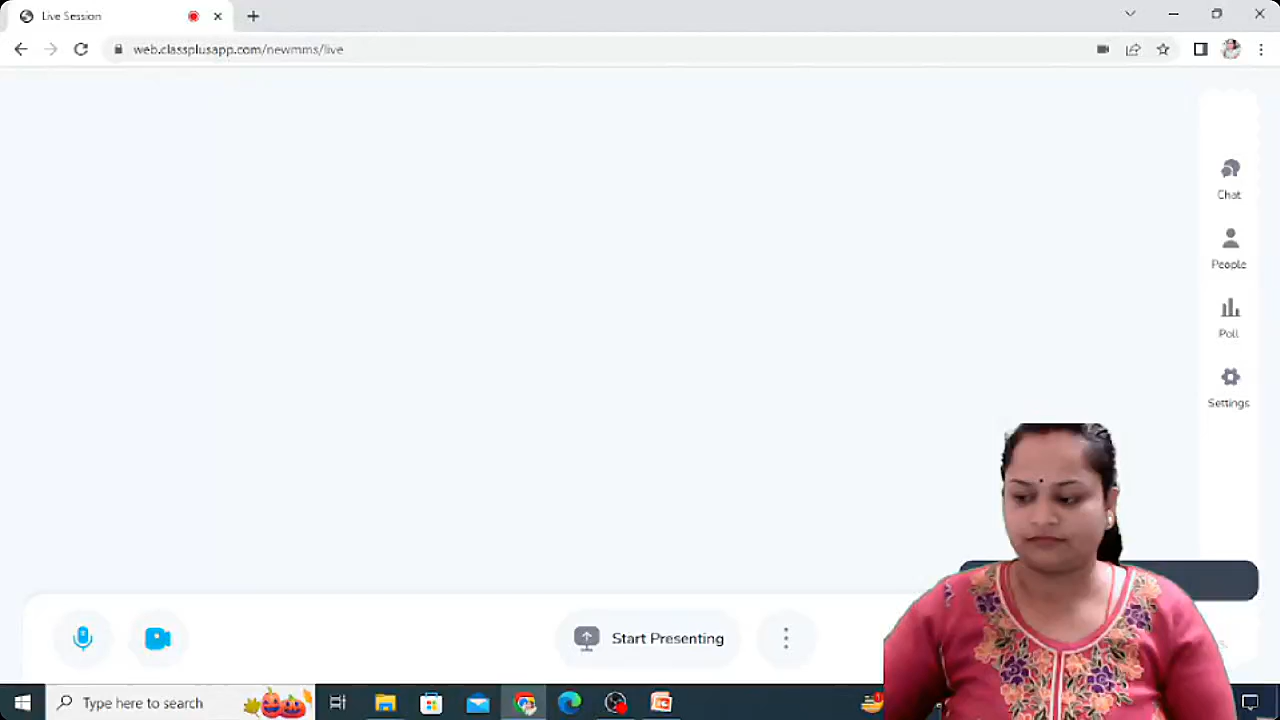 Live Session
web.classplusapp.com/newmms/live
Chat
People
Poll
Settings
Start Presenting
Type here to search